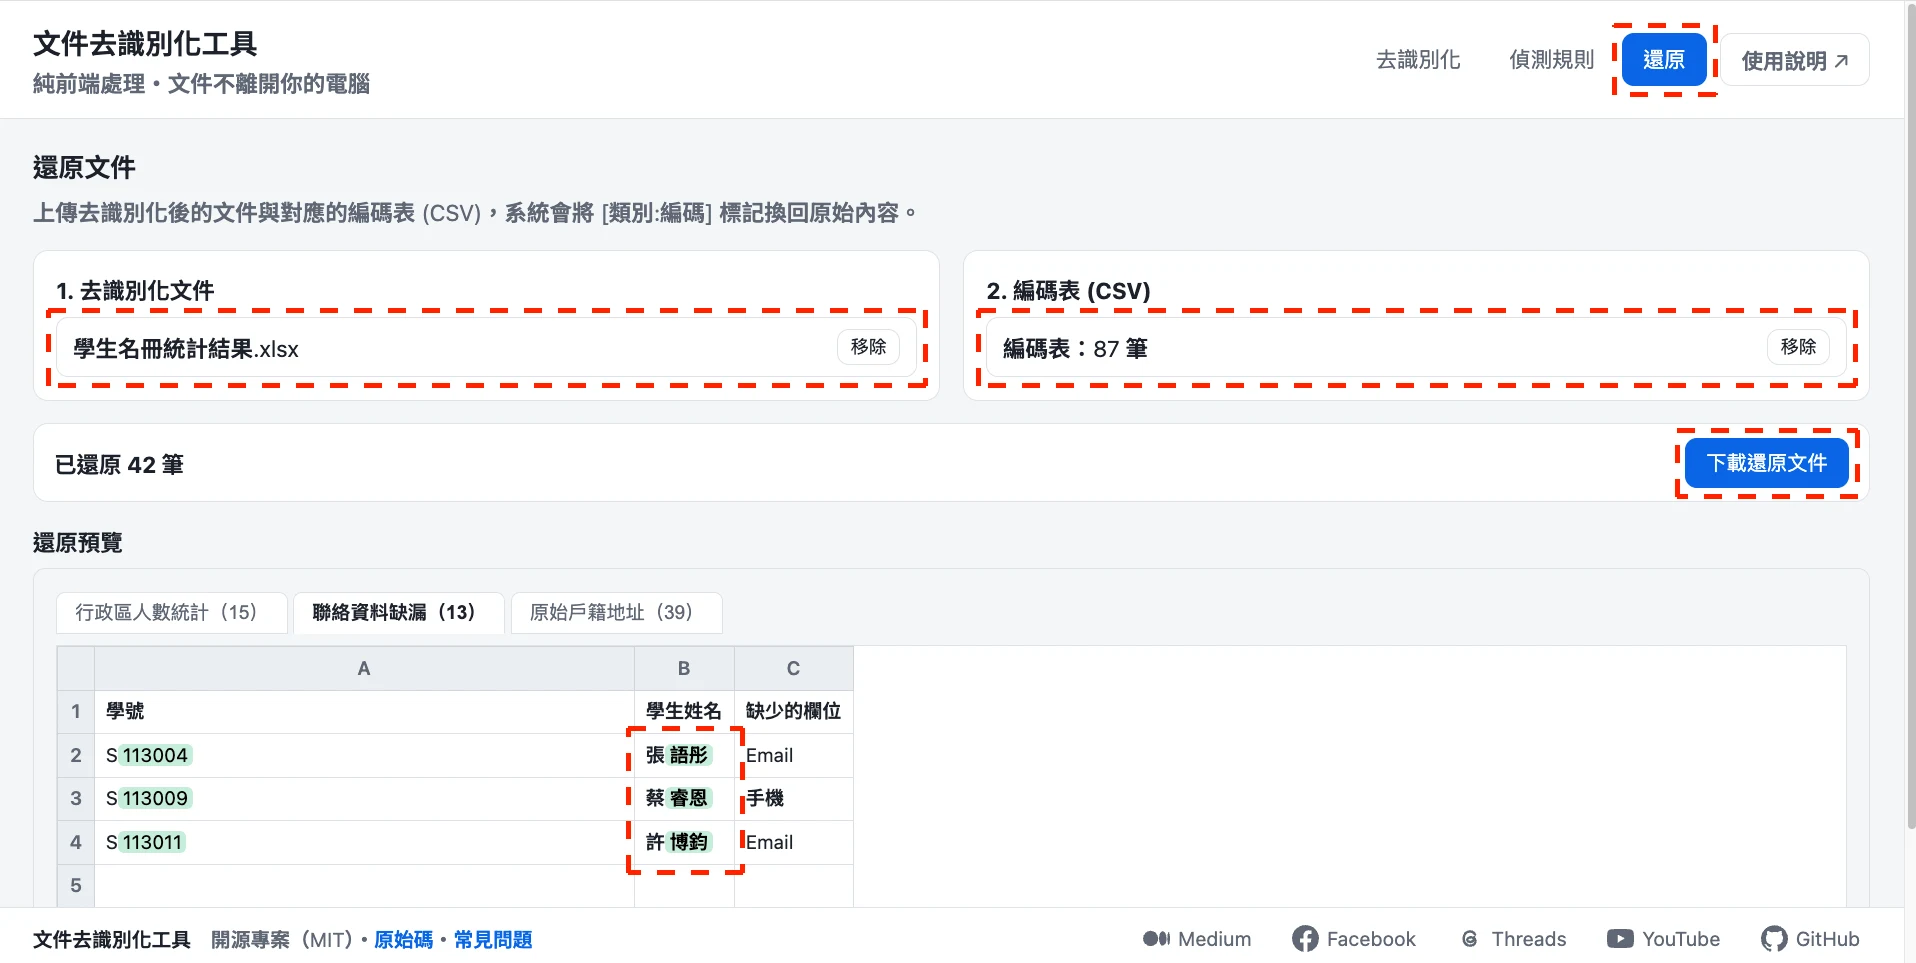 文件去識別化工具
純前端處理・文件不離開你的電腦
去識別化 偵測規則 還原 使用說明 ↗
還原文件
上傳去識別化後的文件與對應的編碼表 (CSV)，系統會將 [類別:編碼] 標記換回原始內容。
1. 去識別化文件
學生名冊統計結果.xlsx 移除
2. 編碼表 (CSV)
編碼表：87 筆 移除
已還原 42 筆 下載還原文件
還原預覽
行政區人數統計（15） 聯絡資料缺漏（13） 原始戶籍地址（39）
A B C
1 學號 學生姓名 缺少的欄位
2 S113004 張語彤 Email
3 S113009 蔡睿恩 手機
4 S113011 許博鈞 Email
5
文件去識別化工具 開源專案（MIT）・原始碼・常見問題 Medium Facebook Threads YouTube GitHub